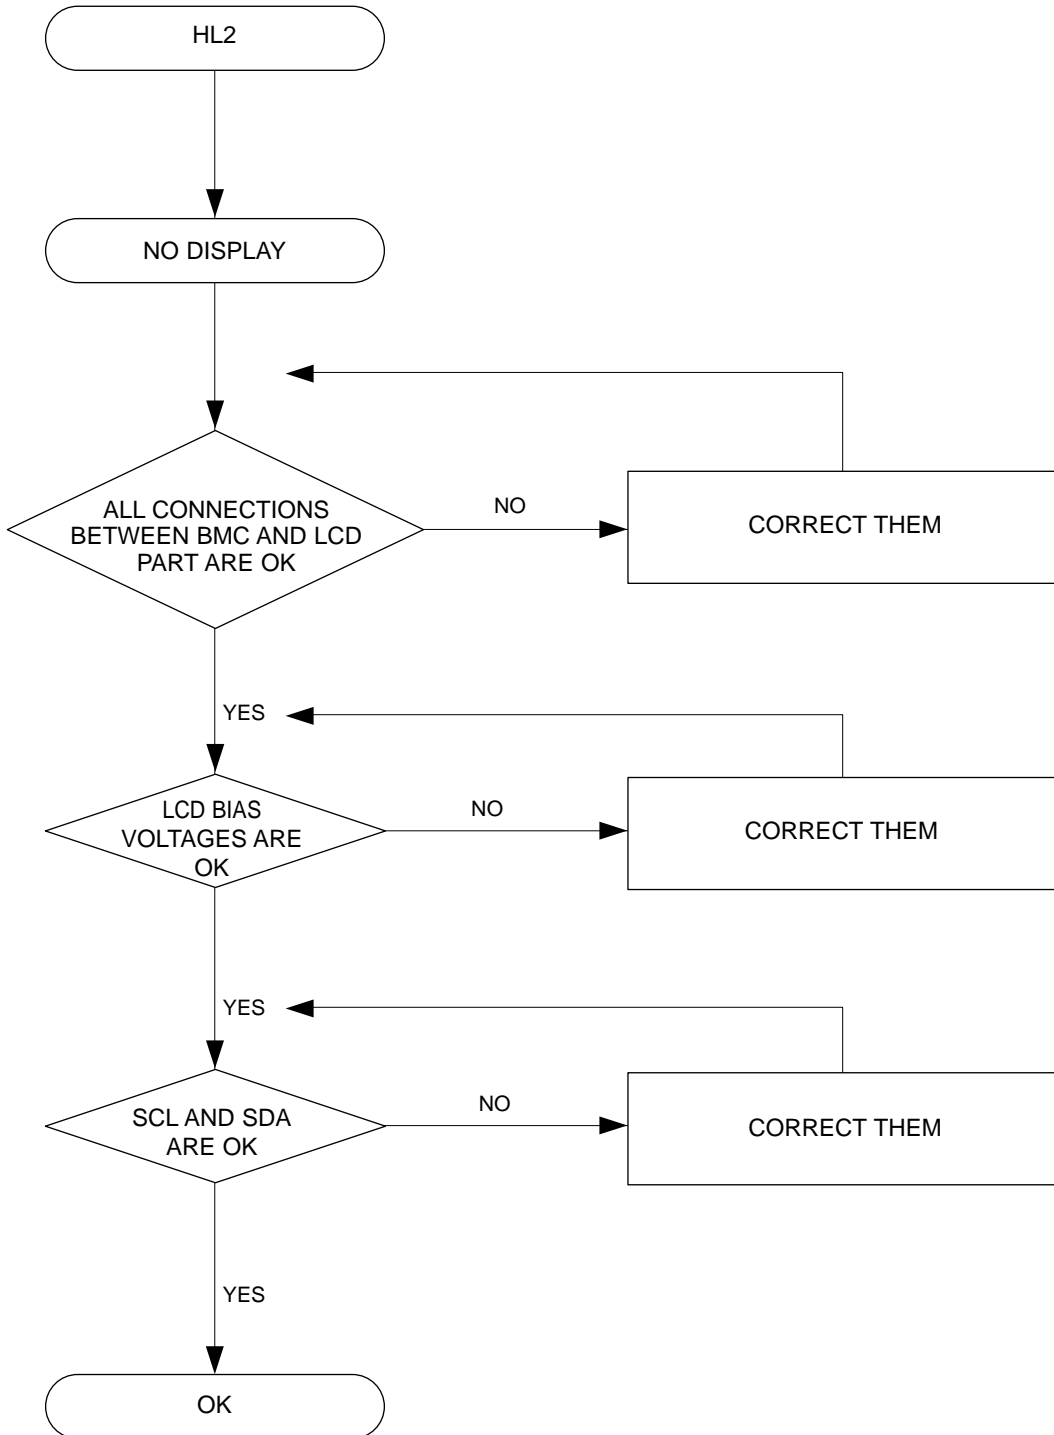 HL2
NO DISPLAY
ALL CONNECTIONS
BETWEEN BMC AND LCD
PART ARE OK
NO
CORRECT THEM
YES
LCD BIAS
VOLTAGES ARE
OK
NO
CORRECT THEM
YES
SCL AND SDA
ARE OK
NO
CORRECT THEM
YES
OK